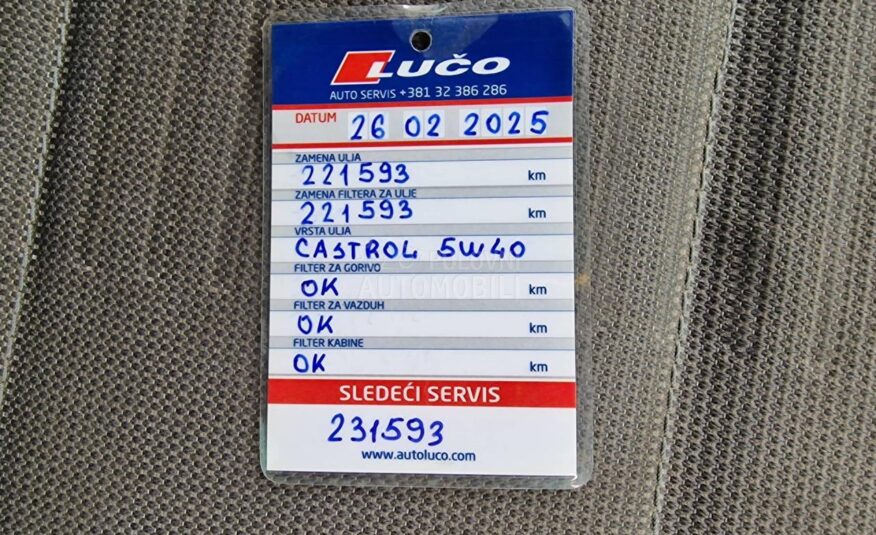 LUČO
AUTO SERVIS +381 32 386 286
DATUM 26 02 2025
ZAMENA ULJA
221593 km
ZAMENA FILTERA ZA ULJE
221593 km
VRSTA ULJA
CASTROL 5W40
FILTER ZA GORIVO
OK km
FILTER ZA VAZDUH
OK km
FILTER KABINE
OK km
SLEDEĆI SERVIS
231593
www.autoluco.com
POLOVNI
AUTOMOBILI